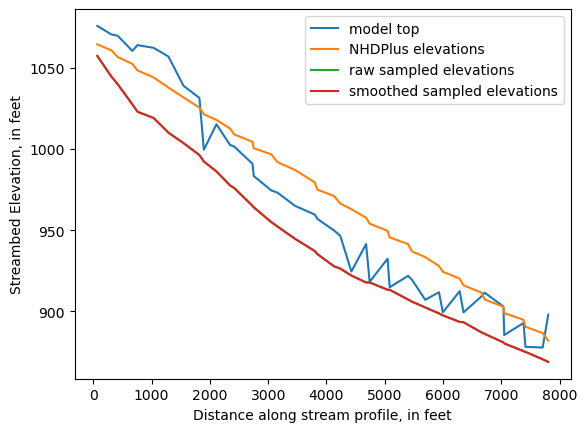 model top
NHDPlus elevations
raw sampled elevations
smoothed sampled elevations
Streambed Elevation, in feet
1050
1000
950
900
0 1000 2000 3000 4000 5000 6000 7000 8000
Distance along stream profile, in feet